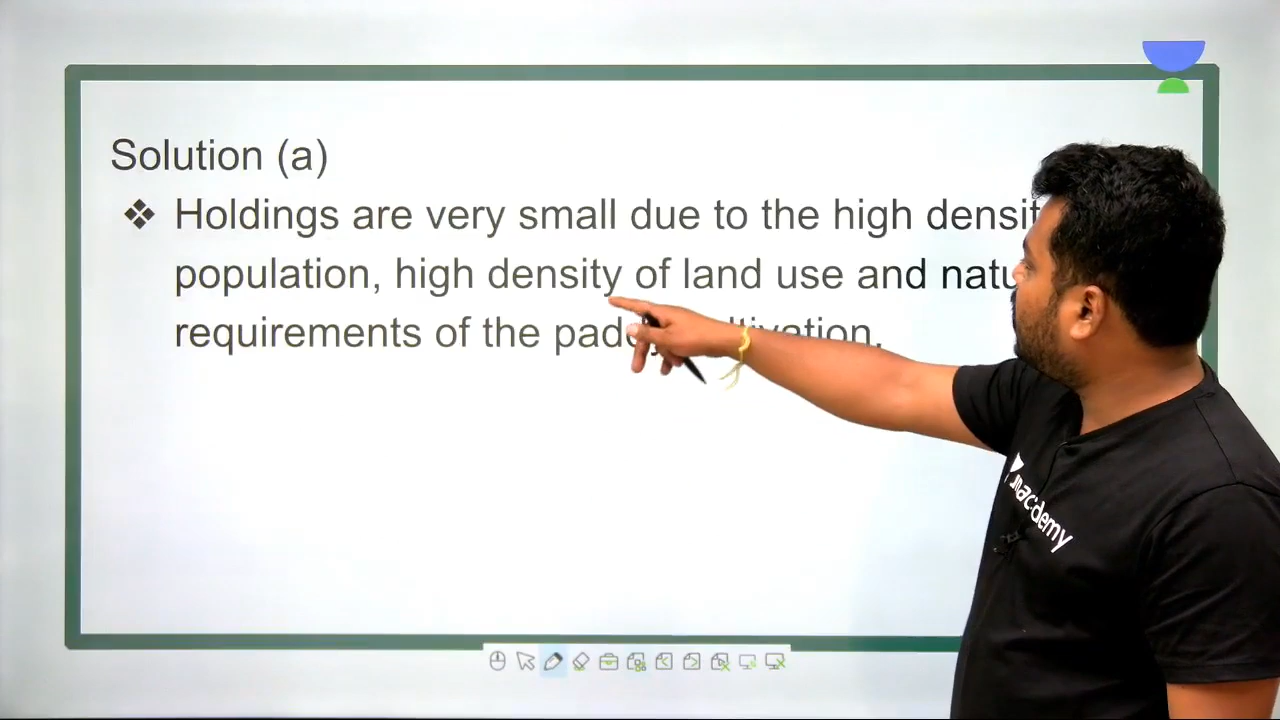 Solution (a)
❖ Holdings are very small due to the high
population, high density of land use and
requirements of the
unacademy